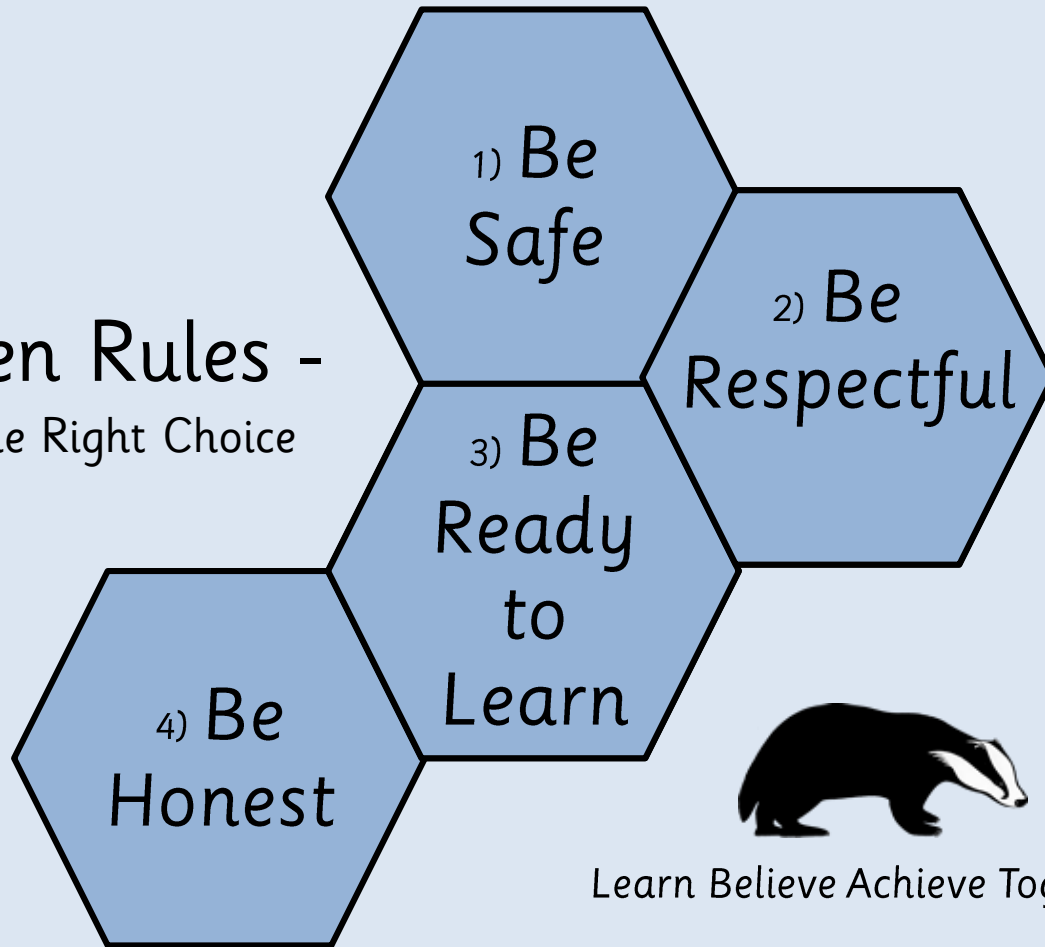 1) Be
Safe
2) Be
Respectful
en Rules -
e Right Choice
3) Be
Ready
to
Learn
4) Be
Honest
Learn Believe Achieve Tog